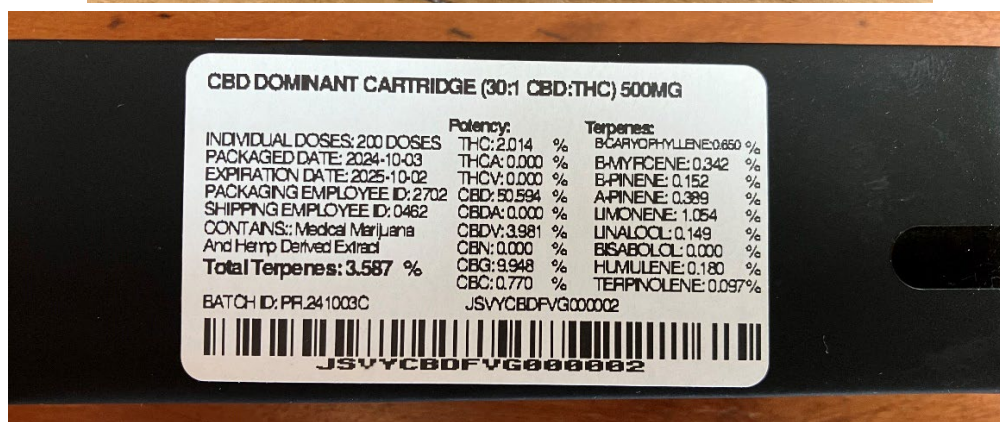 CBD DOMINANT CARTRIDGE (30:1 CBD:THC) 500MG
INDIVIDUAL DOSES: 200 DOSES
PACKAGED DATE: 2024-10-03
EXPIRATION DATE: 2025-10-02
PACKAGING EMPLOYEE ID: 2702
SHIPPING EMPLOYEE ID: 0462
CONTAINS:: Medical Marijuana
And Hemp Derived Extract
Total Terpenes: 3.587 %
BATCH ID: PR.241003C
Potency:
THC: 2.014 %
THCA: 0.000 %
THCV: 0.000 %
CBD: 50.594 %
CBDA: 0.000 %
CBDV: 3.981 %
CBN: 0.000 %
CBG: 9.948 %
CBC: 0.770 %
Terpenes:
B-CARYOPHYLLENE: 0.650 %
B-MYRCENE: 0.342 %
B-PINENE: 0.152 %
A-PINENE: 0.389 %
LIMONENE: 1.054 %
LINALOOL: 0.149 %
BISABOLOL: 0.000 %
HUMULENE: 0.180 %
TERPINOLENE: 0.097%
JSVYCBDFVG000002
JSVYCBDFVG000002